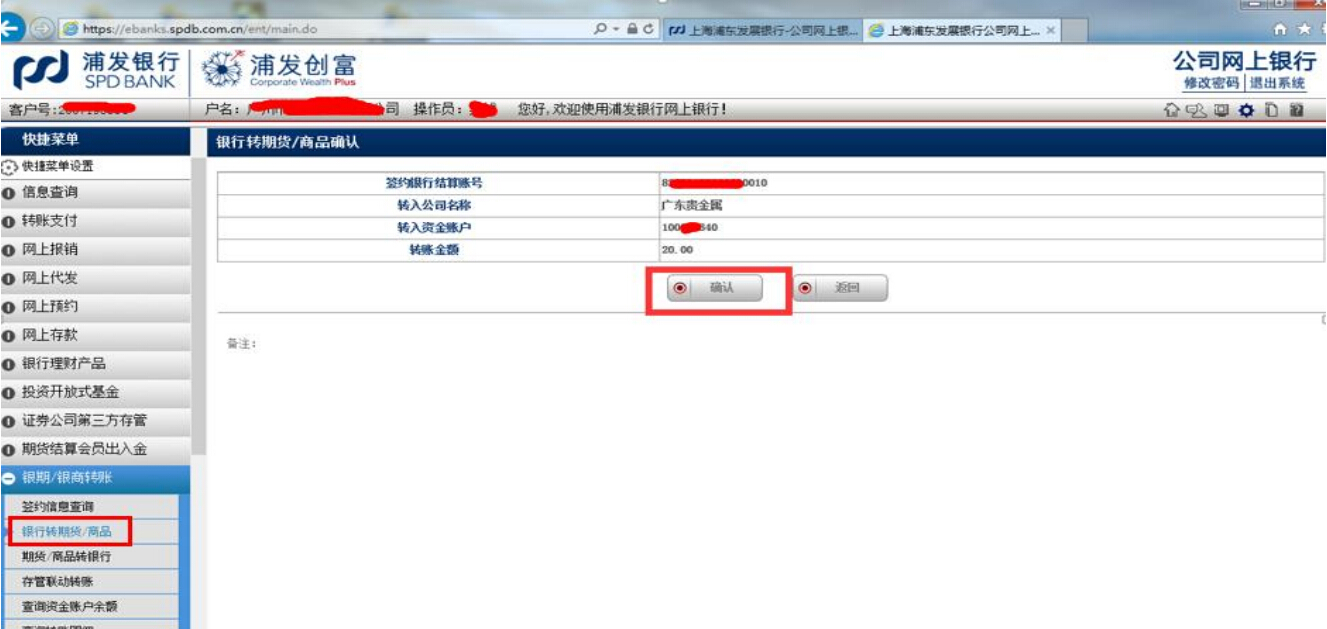 https://ebanks.spdb.com.cn/ent/main.do
上海浦东发展银行-公司网上银...
上海浦东发展银行公司网上...
浦发银行
SPD BANK
浦发创富
Corporate Wealth Plus
公司网上银行
修改密码 退出系统
客户号:
户名: 公司 操作员: 您好,欢迎使用浦发银行网上银行!
快捷菜单
快捷菜单设置
信息查询
转账支付
网上报销
网上代发
网上预约
网上存款
银行理财产品
投资开放式基金
证券公司第三方存管
期货结算会员出入金
银期/银商转账
签约信息查询
银行转期货/商品
期货/商品转银行
存管联动转账
查询资金账户余额
银行转期货/商品确认
签约银行结算账号 8 0010
转入公司名称 广东贵金属
转入资金账户 100 540
转账金额 20.00
确认 返回
备注: